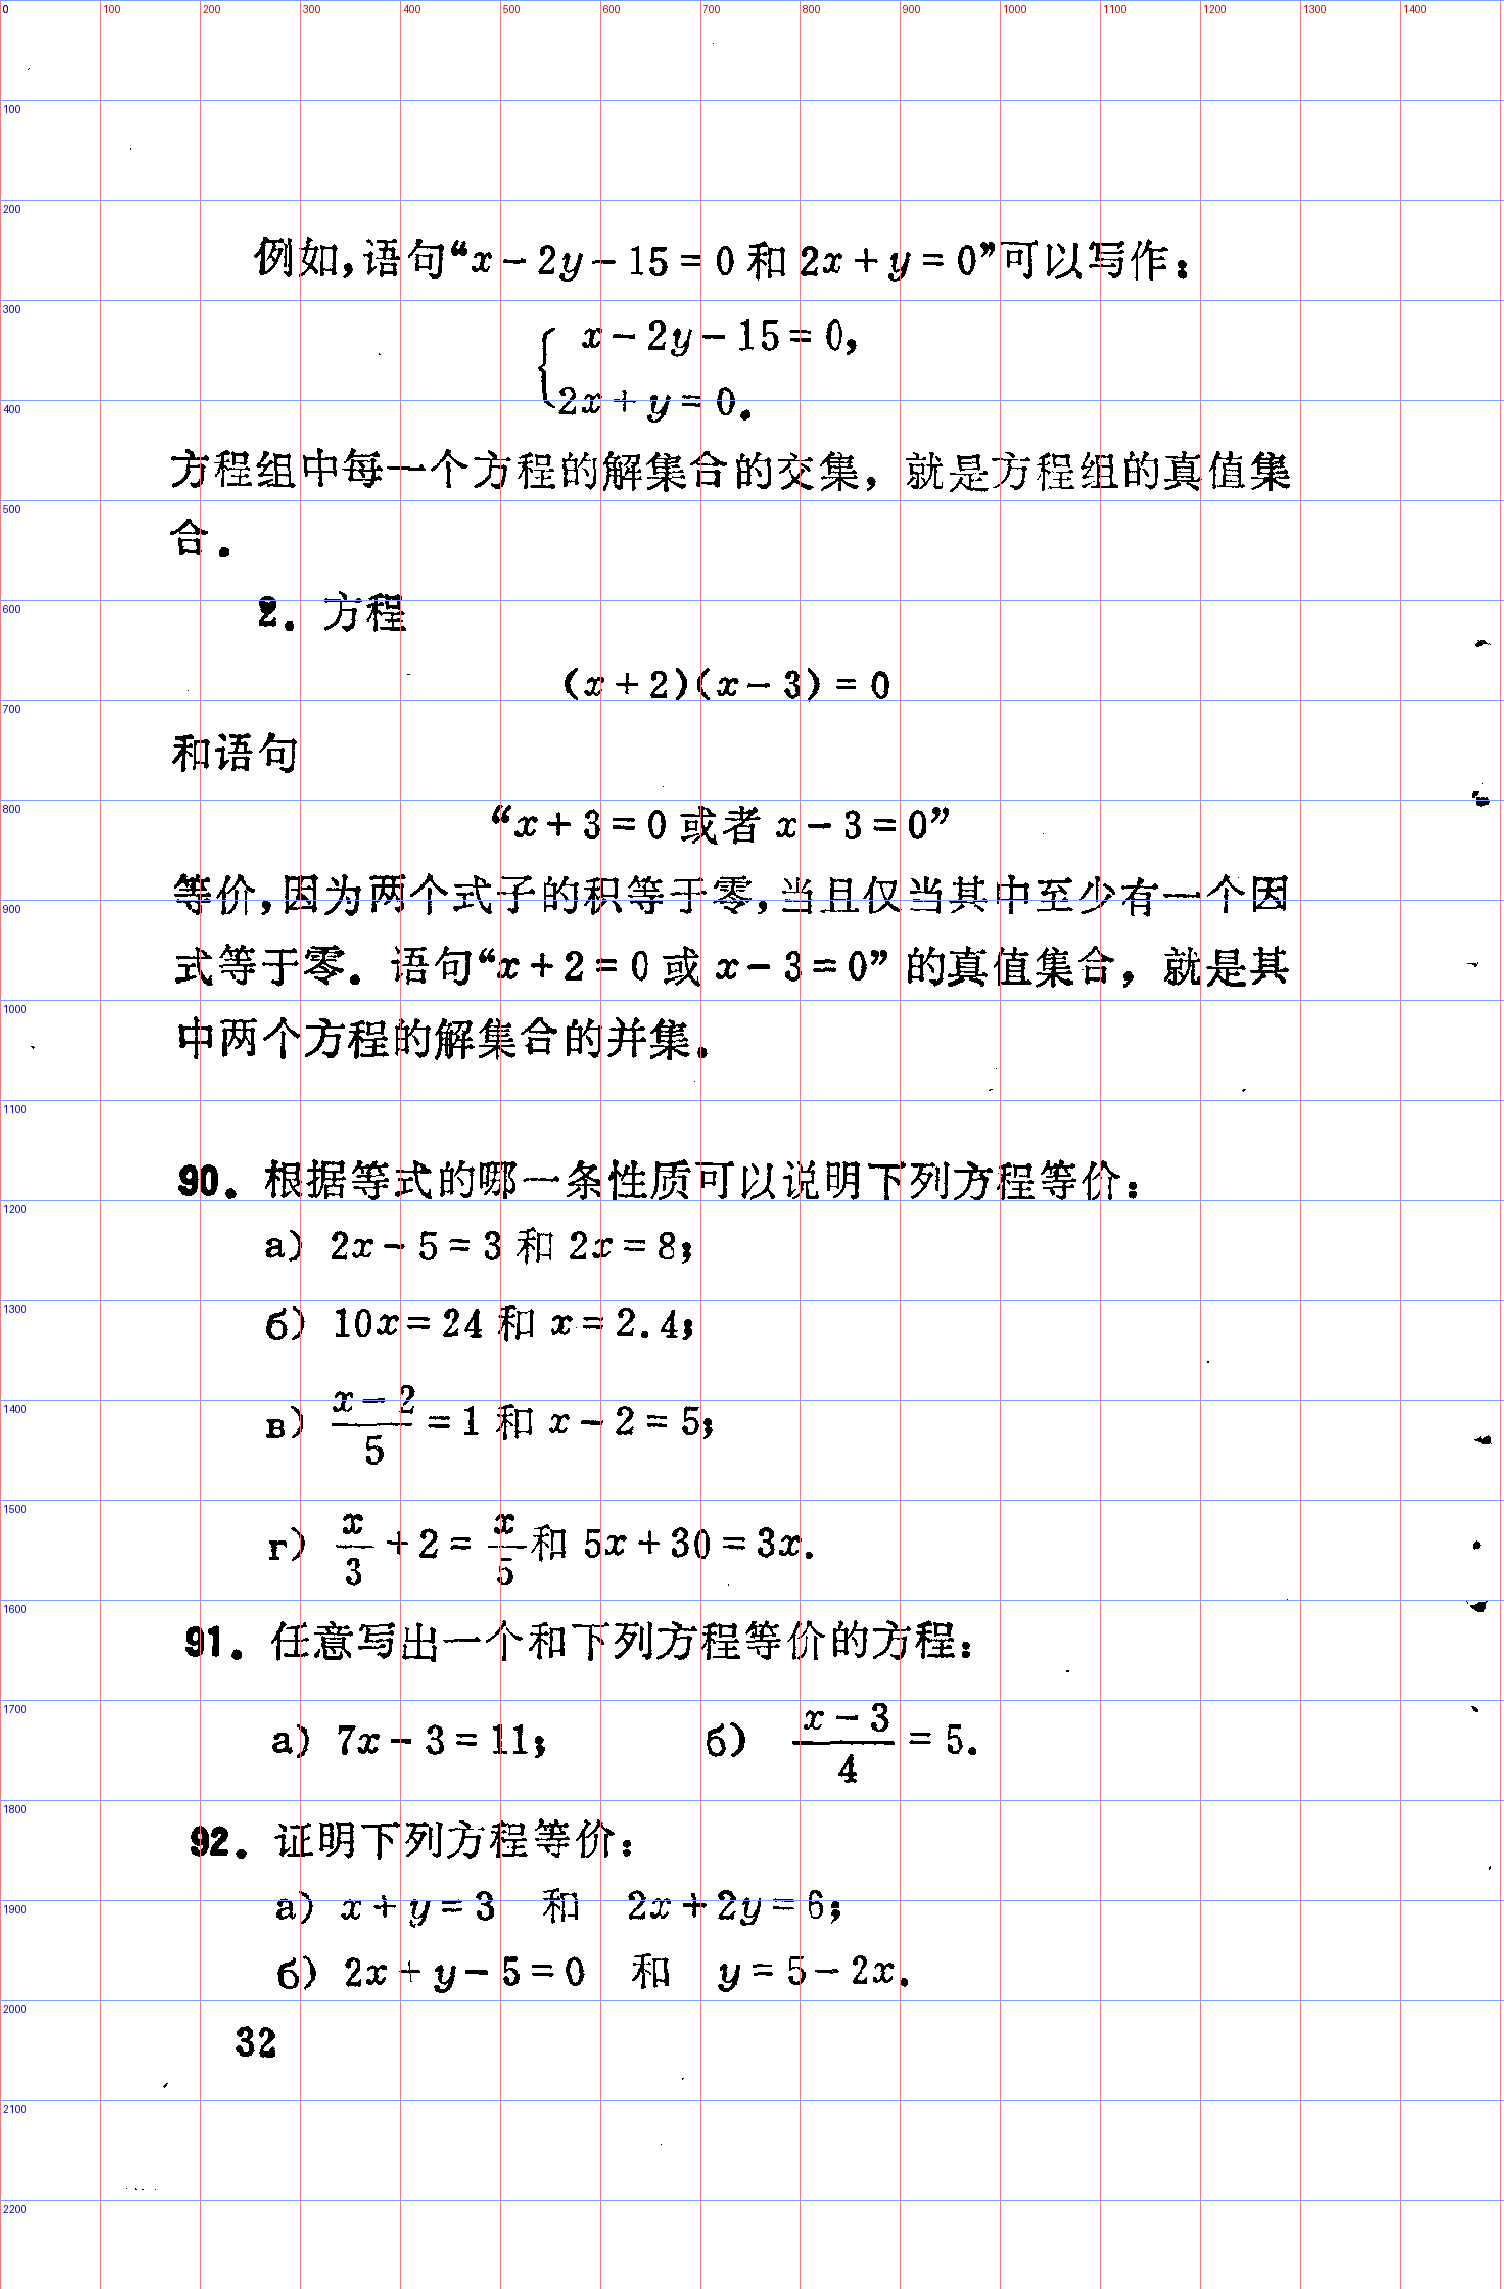 例如,语句“x－2y－15＝0 和 2x＋y＝0”可以写作:
{ x－2y－15＝0,
2x＋y＝0.
方程组中每一个方程的解集合的交集, 就是方程组的真值集
合.
2. 方程
(x＋2)(x－3)＝0
和语句
“x＋3＝0 或者 x－3＝0”
等价,因为两个式子的积等于零,当且仅当其中至少有一个因
式等于零. 语句“x＋2＝0 或 x－3＝0” 的真值集合, 就是其
中两个方程的解集合的并集.
90. 根据等式的哪一条性质可以说明下列方程等价:
а) 2x－5＝3 和 2x＝8;
б) 10x＝24 和 x＝2.4;
в) (x－2)/5＝1 和 x－2＝5;
г) x/3＋2＝x/5 和 5x＋30＝3x.
91. 任意写出一个和下列方程等价的方程:
а) 7x－3＝11; б) (x－3)/4＝5.
92. 证明下列方程等价:
а) x＋y＝3 和 2x＋2y＝6;
б) 2x＋y－5＝0 和 y＝5－2x.
32